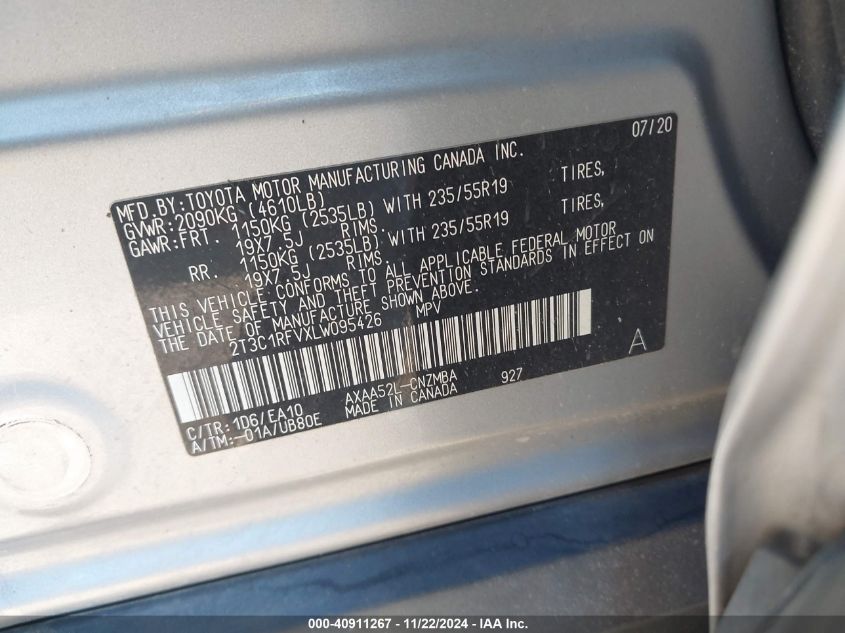 07/20
MFD.BY:TOYOTA MOTOR MANUFACTURING CANADA INC.
GVWR:2090KG (4610LB)
GAWR:FRT. 1150KG (2535LB) WITH 235/55R19 TIRES,
19X7.5J RIMS.
RR. 1150KG (2535LB) WITH 235/55R19 TIRES,
19X7.5J RIMS.
THIS VEHICLE CONFORMS TO ALL APPLICABLE FEDERAL MOTOR
VEHICLE SAFETY AND THEFT PREVENTION STANDARDS IN EFFECT ON
THE DATE OF MANUFACTURE SHOWN ABOVE.
2T3C1RFVXLW095426 MPV
A
C/TR:1D6/EA10 AXAA52L-CNZMBA 927
A/TM:-01A/UB80E MADE IN CANADA
000-40911267 - 11/22/2024 - IAA Inc.